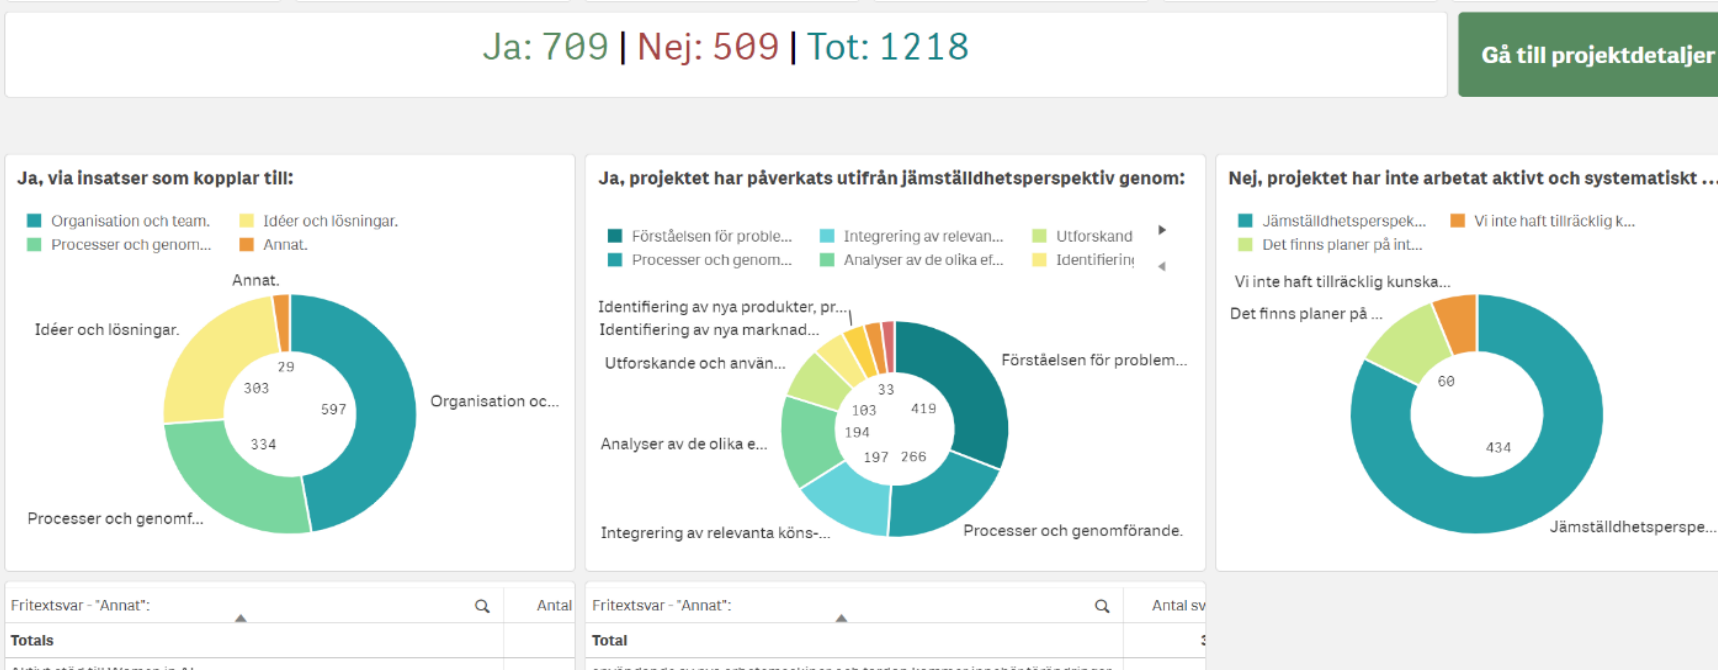 Ja: 709 | Nej: 509 | Tot: 1218
Gå till projektdetaljer
Ja, via insatser som kopplar till:
Organisation och team.
Idéer och lösningar.
Processer och genom...
Annat.
Annat.
Idéer och lösningar.
29
303
597
Organisation oc...
334
Processer och genomf...
Ja, projektet har påverkats utifrån jämställdhetsperspektiv genom:
Förståelsen för proble...
Integrering av relevan...
Utforskand
Processer och genom...
Analyser av de olika ef...
Identifiering
Identifiering av nya produkter, pr...
Identifiering av nya marknad...
Utforskande och använ...
Förståelsen för problem...
33
103
419
194
Analyser av de olika e...
197
266
Integrering av relevanta köns-...
Processer och genomförande.
Nej, projektet har inte arbetat aktivt och systematiskt ...
Jämställdhetsperspek...
Vi inte haft tillräcklig k...
Det finns planer på int...
Vi inte haft tillräcklig kunska...
Det finns planer på ...
60
434
Jämställdhetsperspe...
Fritextsvar - "Annat":
Antal
Totals
Fritextsvar - "Annat":
Antal sv
Total